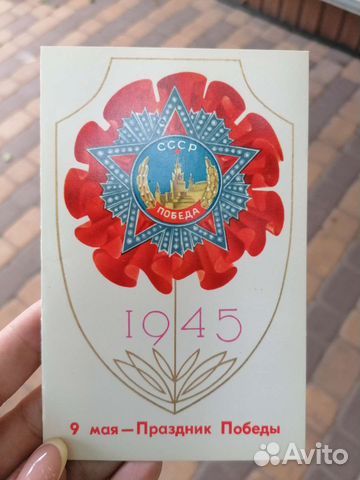 СССР
ПОБЕДА
1945
9 мая — Праздник Победы
Avito